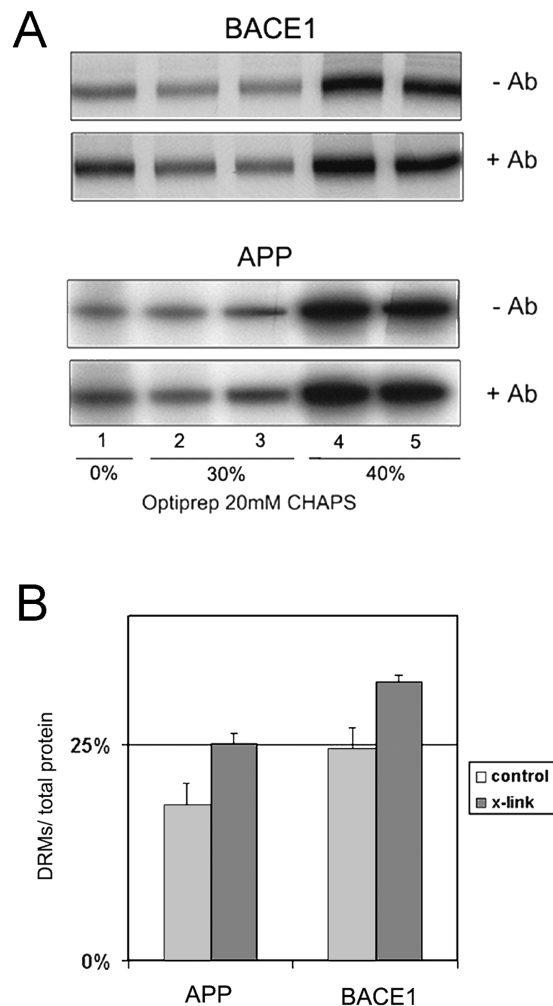 A
BACE1
- Ab
+ Ab
APP
- Ab
+ Ab
1 2 3 4 5
0% 30% 40%
Optiprep 20mM CHAPS
B
DRMs/ total protein
25%
0%
control
x-link
APP BACE1